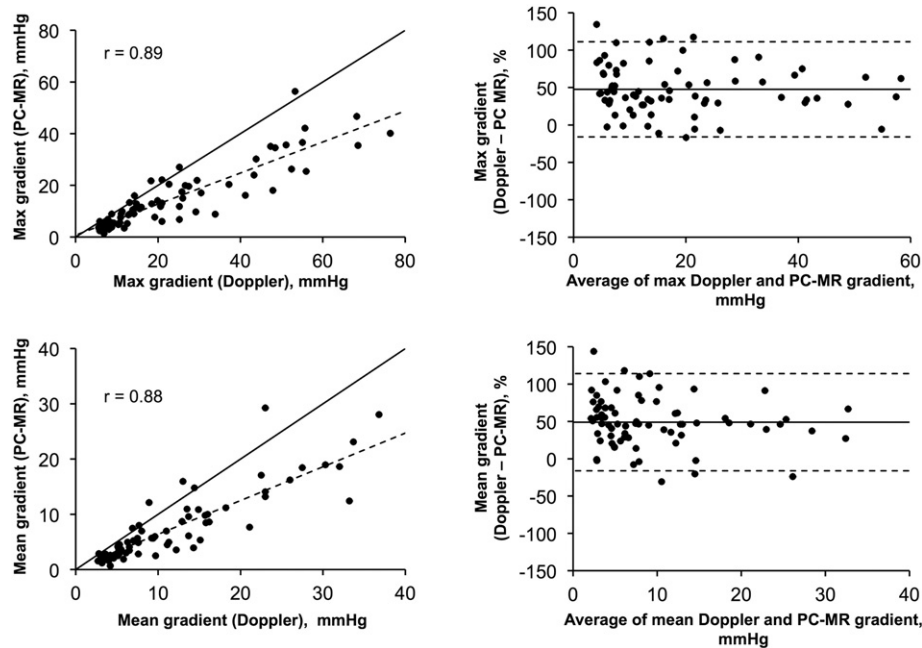 80
60
40
20
0
Max gradient (PC-MR), mmHg
r = 0.89
0 20 40 60 80
Max gradient (Doppler), mmHg
150
100
50
0
-50
-100
-150
Max gradient
(Doppler – PC MR), %
0 20 40 60
Average of max Doppler and PC-MR gradient,
mmHg
40
30
20
10
0
Mean gradient (PC-MR), mmHg
r = 0.88
0 10 20 30 40
Mean gradient (Doppler), mmHg
150
100
50
0
-50
-100
-150
Mean gradient
(Doppler – PC-MR), %
0 10 20 30 40
Average of mean Doppler and PC-MR gradient,
mmHg